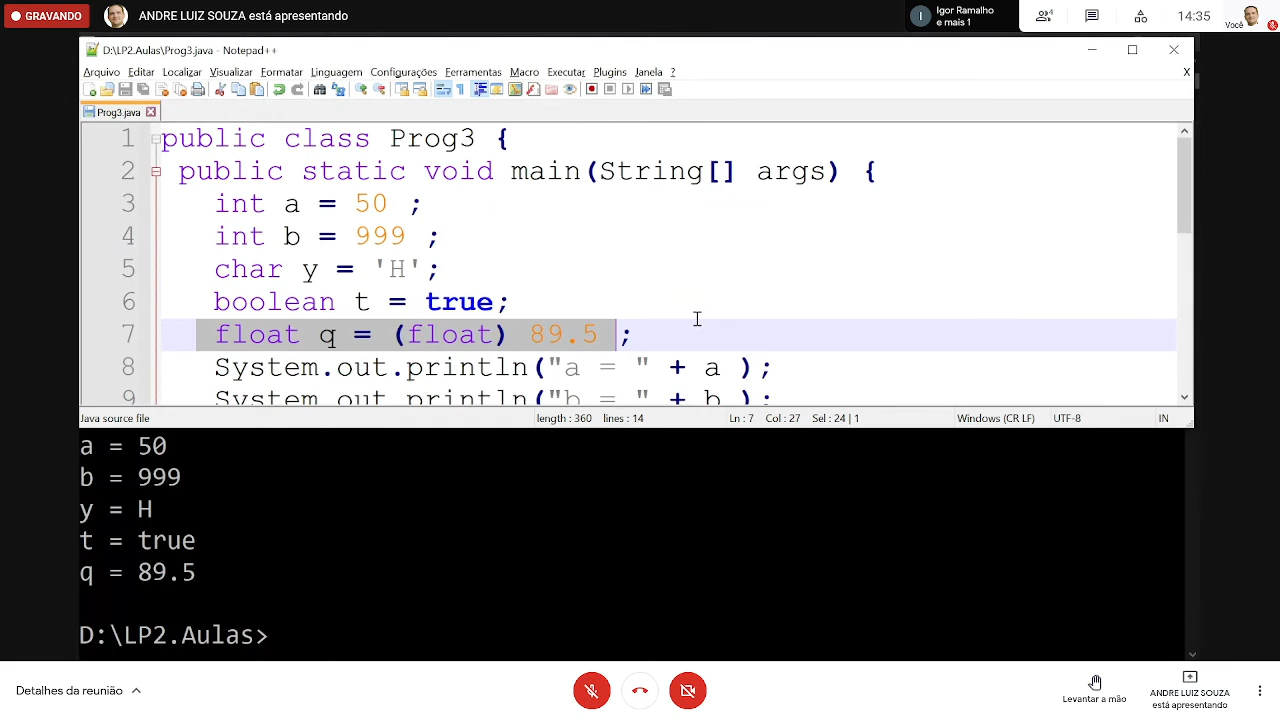 GRAVANDO
ANDRE LUIZ SOUZA está apresentando
I
Igor Ramalho
e mais 1
4
14:35
Você
D:\LP2.Aulas\Prog3.java - Notepad++
Arquivo Editar Localizar Visualizar Formatar Linguagem Configurações Ferramentas Macro Executar Plugins Janela ?
X
Prog3.java
1 public class Prog3 {
2 public static void main(String[] args) {
3 int a = 50 ;
4 int b = 999 ;
5 char y = 'H';
6 boolean t = true;
7 float q = (float) 89.5 ;
8 System.out.println("a = " + a );
9 System.out.println("b = " + b );
Java source file
length : 360 lines : 14
Ln : 7 Col : 27 Sel : 24 | 1
Windows (CR LF)
UTF-8
IN
a = 50
b = 999
y = H
t = true
q = 89.5
D:\LP2.Aulas>
Detalhes da reunião
Levantar a mão
ANDRE LUIZ SOUZA
está apresentando